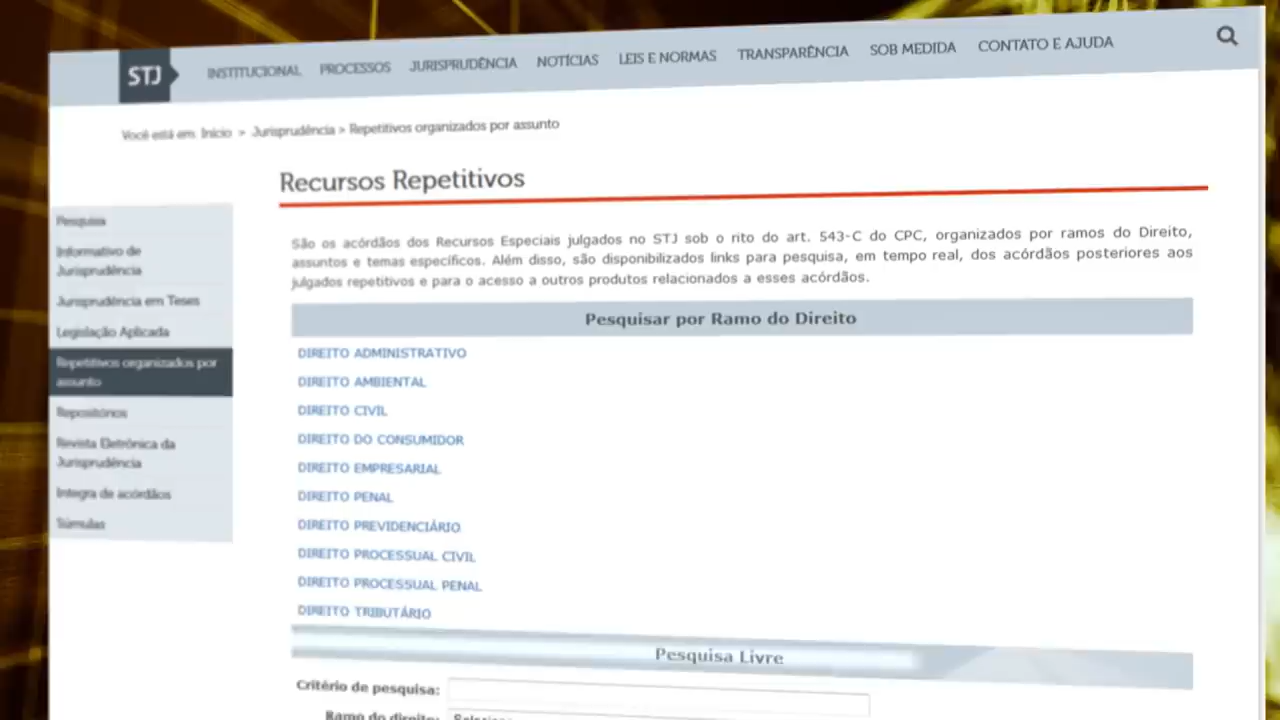 STJ
INSTITUCIONAL PROCESSOS JURISPRUDÊNCIA NOTÍCIAS LEIS E NORMAS TRANSPARÊNCIA SOB MEDIDA CONTATO E AJUDA
Você está em: Início > Jurisprudência > Repetitivos organizados por assunto
Recursos Repetitivos
Pesquisa
Informativo de
Jurisprudência
Jurisprudência em Teses
Legislação Aplicada
Repetitivos organizados por
assunto
Repositórios
Revista Eletrônica da
Jurisprudência
Íntegra de acórdãos
Súmulas
São os acórdãos dos Recursos Especiais julgados no STJ sob o rito do art. 543-C do CPC, organizados por ramos do Direito,
assuntos e temas específicos. Além disso, são disponibilizados links para pesquisa, em tempo real, dos acórdãos posteriores aos
julgados repetitivos e para o acesso a outros produtos relacionados a esses acórdãos.
Pesquisar por Ramo do Direito
DIREITO ADMINISTRATIVO
DIREITO AMBIENTAL
DIREITO CIVIL
DIREITO DO CONSUMIDOR
DIREITO EMPRESARIAL
DIREITO PENAL
DIREITO PREVIDENCIÁRIO
DIREITO PROCESSUAL CIVIL
DIREITO PROCESSUAL PENAL
DIREITO TRIBUTÁRIO
Pesquisa Livre
Critério de pesquisa:
Ramo do direito: